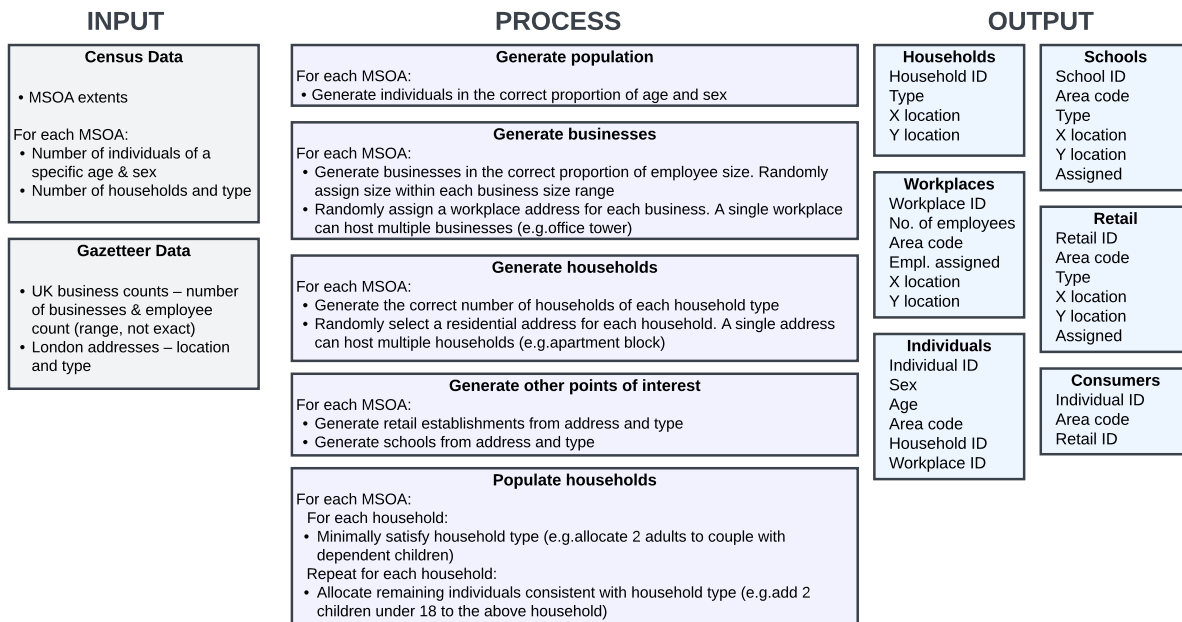 INPUT
Census Data
• MSOA extents
For each MSOA:
• Number of individuals of a
specific age & sex
• Number of households and type
Gazetteer Data
• UK business counts – number
of businesses & employee
count (range, not exact)
• London addresses – location
and type
PROCESS
Generate population
For each MSOA:
• Generate individuals in the correct proportion of age and sex
Generate businesses
For each MSOA:
• Generate businesses in the correct proportion of employee size. Randomly
assign size within each business size range
• Randomly assign a workplace address for each business. A single workplace
can host multiple businesses (e.g.office tower)
Generate households
For each MSOA:
• Generate the correct number of households of each household type
• Randomly select a residential address for each household. A single address
can host multiple households (e.g.apartment block)
Generate other points of interest
For each MSOA:
• Generate retail establishments from address and type
• Generate schools from address and type
Populate households
For each MSOA:
For each household:
• Minimally satisfy household type (e.g.allocate 2 adults to couple with
dependent children)
Repeat for each household:
• Allocate remaining individuals consistent with household type (e.g.add 2
children under 18 to the above household)
OUTPUT
Households
Household ID
Type
X location
Y location
Workplaces
Workplace ID
No. of employees
Area code
Empl. assigned
X location
Y location
Individuals
Individual ID
Sex
Age
Area code
Household ID
Workplace ID
Schools
School ID
Area code
Type
X location
Y location
Assigned
Retail
Retail ID
Area code
Type
X location
Y location
Assigned
Consumers
Individual ID
Area code
Retail ID